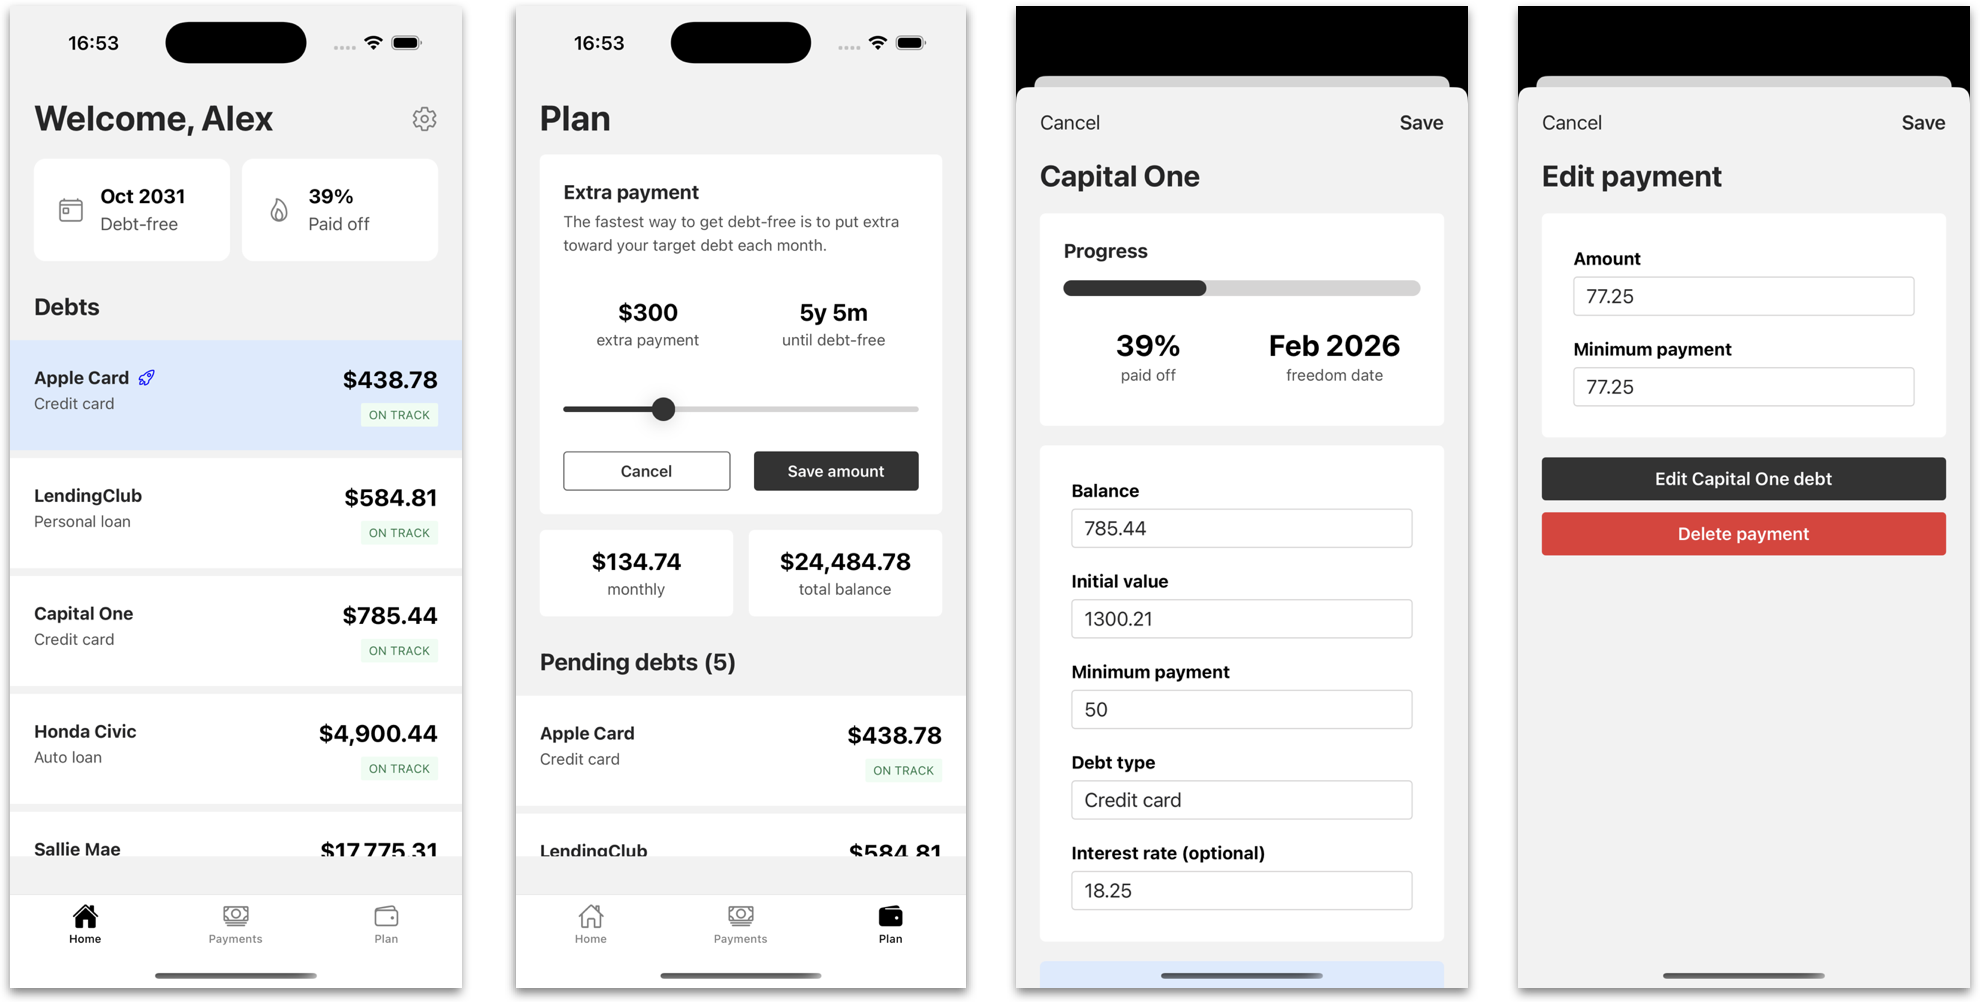 16:53
Welcome, Alex
Oct 2031
Debt-free
39%
Paid off
Debts
Apple Card
$438.78
Credit card
ON TRACK
LendingClub
$584.81
Personal loan
ON TRACK
Capital One
$785.44
Credit card
ON TRACK
Honda Civic
$4,900.44
Auto loan
ON TRACK
Sallie Mae
$17,775.31
Home
Payments
Plan
16:53
Plan
Extra payment
The fastest way to get debt-free is to put extra
toward your target debt each month.
$300
extra payment
5y 5m
until debt-free
Cancel
Save amount
$134.74
monthly
$24,484.78
total balance
Pending debts (5)
Apple Card
$438.78
Credit card
ON TRACK
LendingClub
$584.81
Home
Payments
Plan
Cancel
Save
Capital One
Progress
39%
paid off
Feb 2026
freedom date
Balance
785.44
Initial value
1300.21
Minimum payment
50
Debt type
Credit card
Interest rate (optional)
18.25
Cancel
Save
Edit payment
Amount
77.25
Minimum payment
77.25
Edit Capital One debt
Delete payment